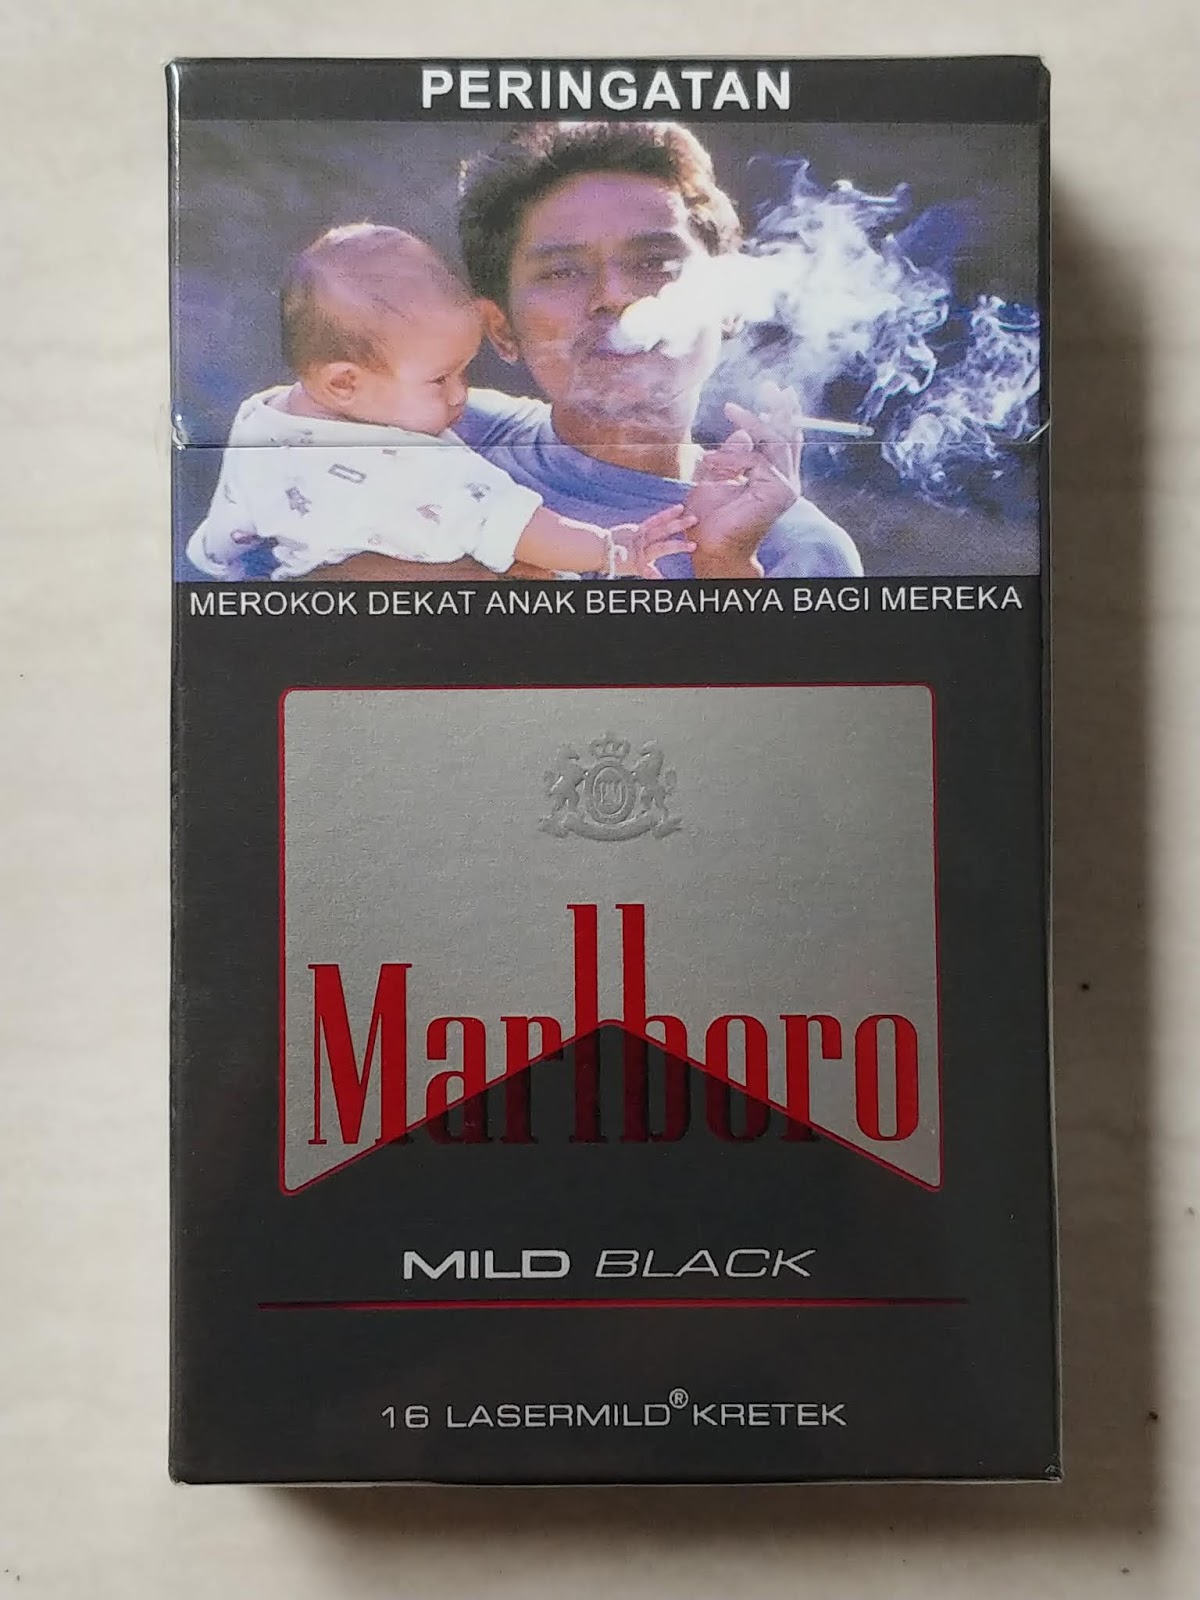 PERINGATAN
MEROKOK DEKAT ANAK BERBAHAYA BAGI MEREKA
Marlboro
MILD BLACK
16 LASERMILD® KRETEK